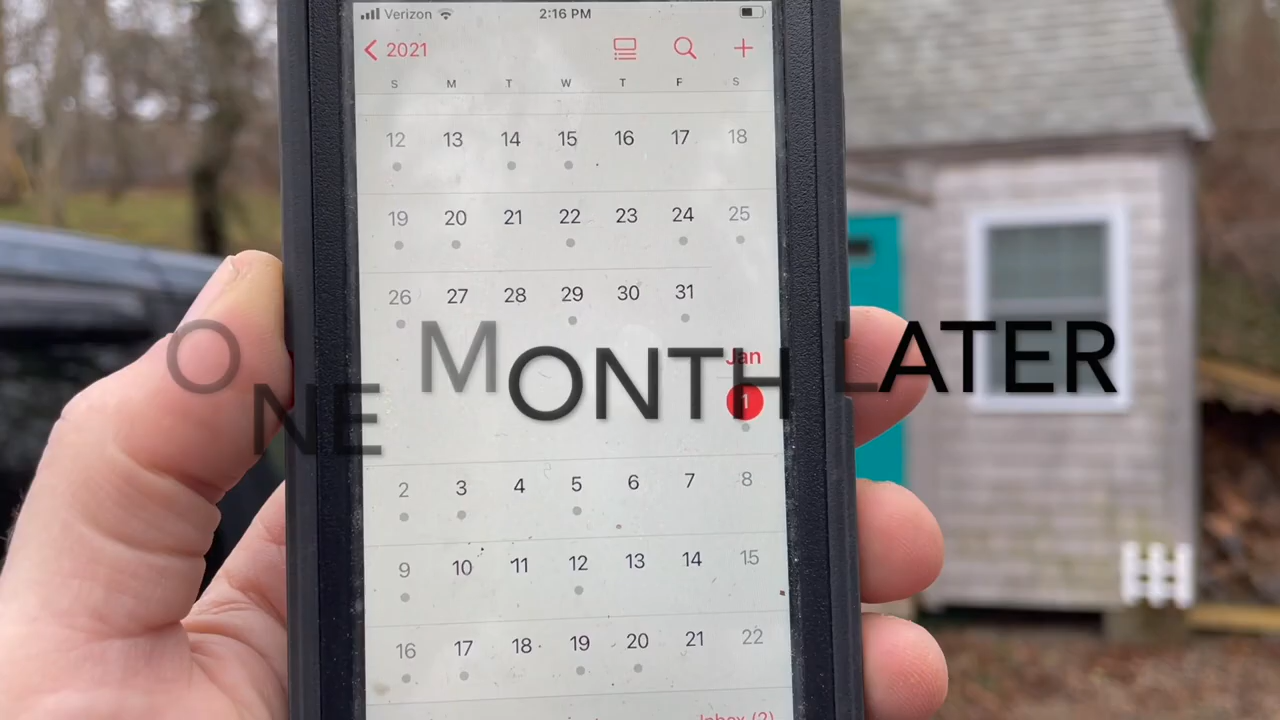 Verizon 2:16 PM
2021
S M T W T F S
12 13 14 15 16 17 18
19 20 21 22 23 24 25
26 27 28 29 30 31
Jan
1
ONE MONTH LATER
2 3 4 5 6 7 8
9 10 11 12 13 14 15
16 17 18 19 20 21 22
Inbox (2)